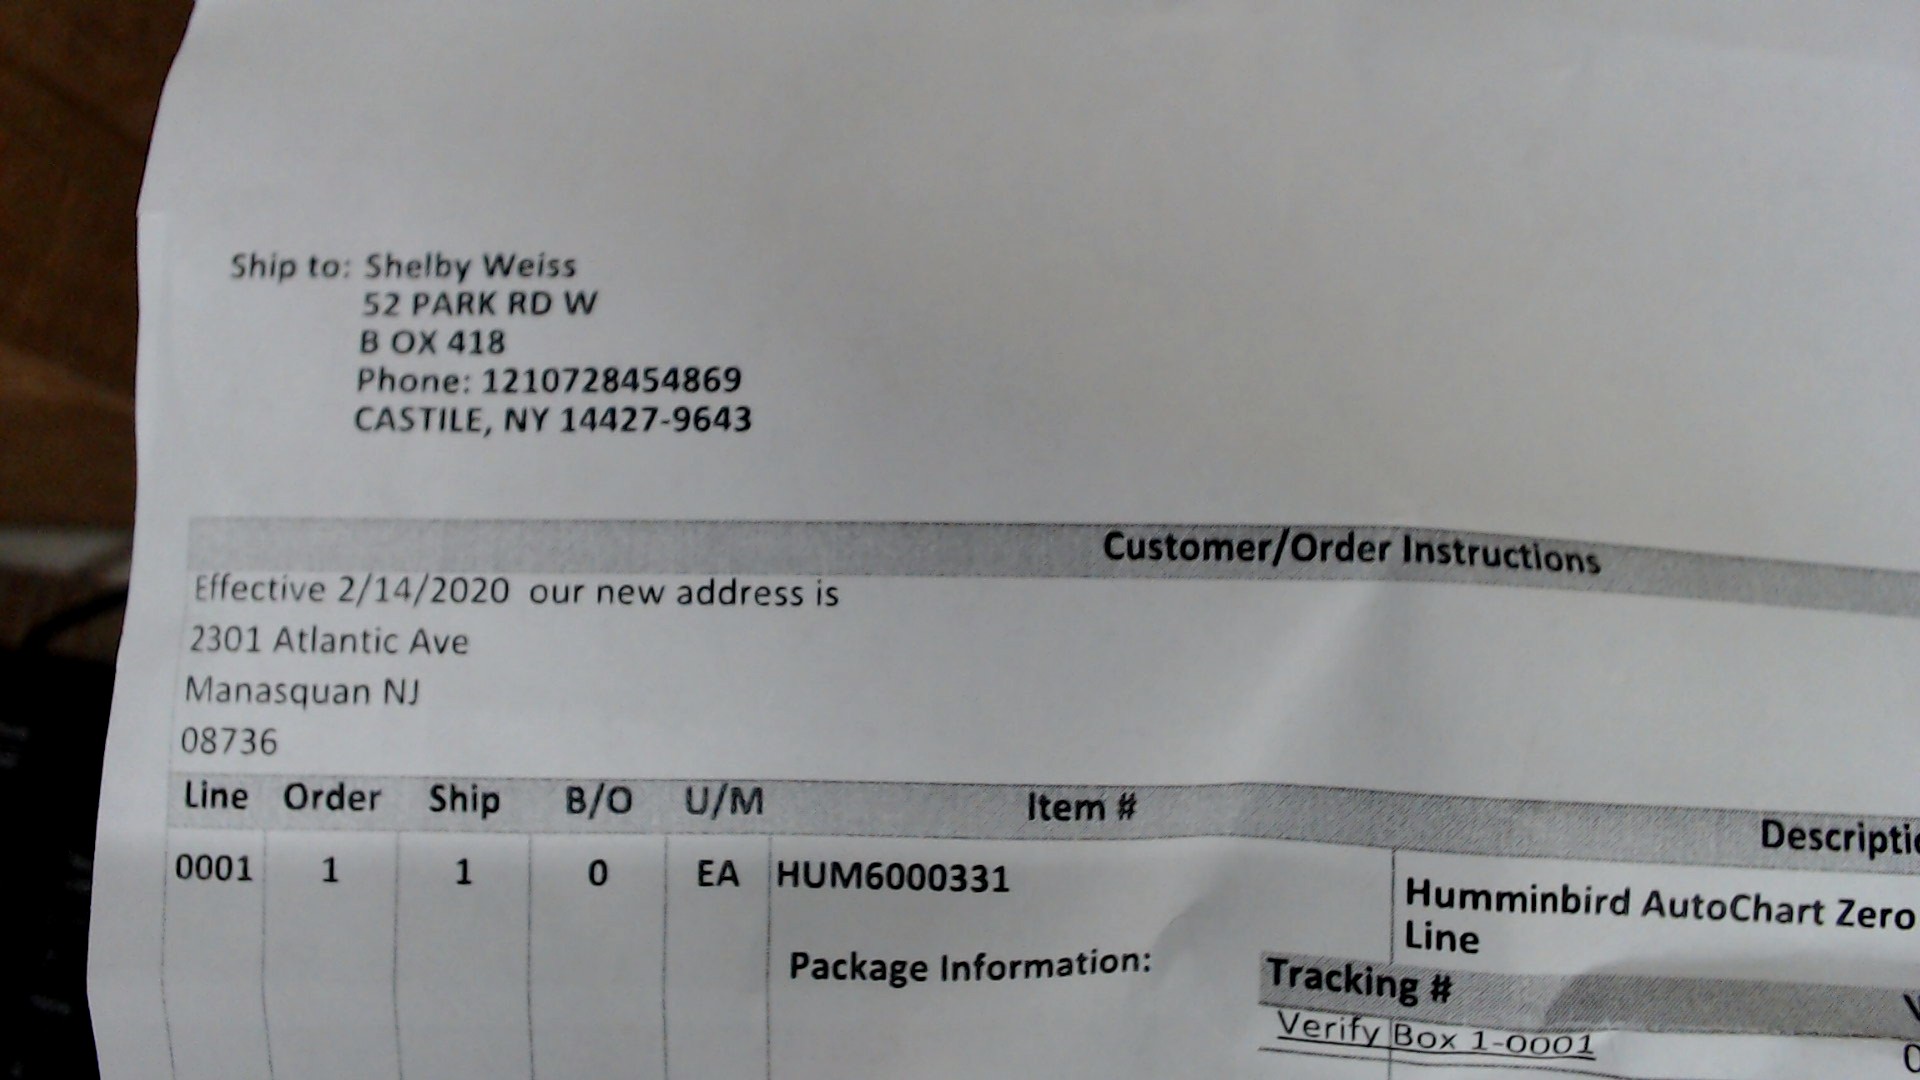 Ship to: Shelby Weiss
52 PARK RD W
B OX 418
Phone: 1210728454869
CASTILE, NY 14427-9643
Customer/Order Instructions
Effective 2/14/2020 our new address is
2301 Atlantic Ave
Manasquan NJ
08736
Line Order Ship B/O U/M Item #
0001 1 1 0 EA HUM6000331 Humminbird AutoChart Zero
Line
Package Information:
Tracking #
Verify Box 1-0001